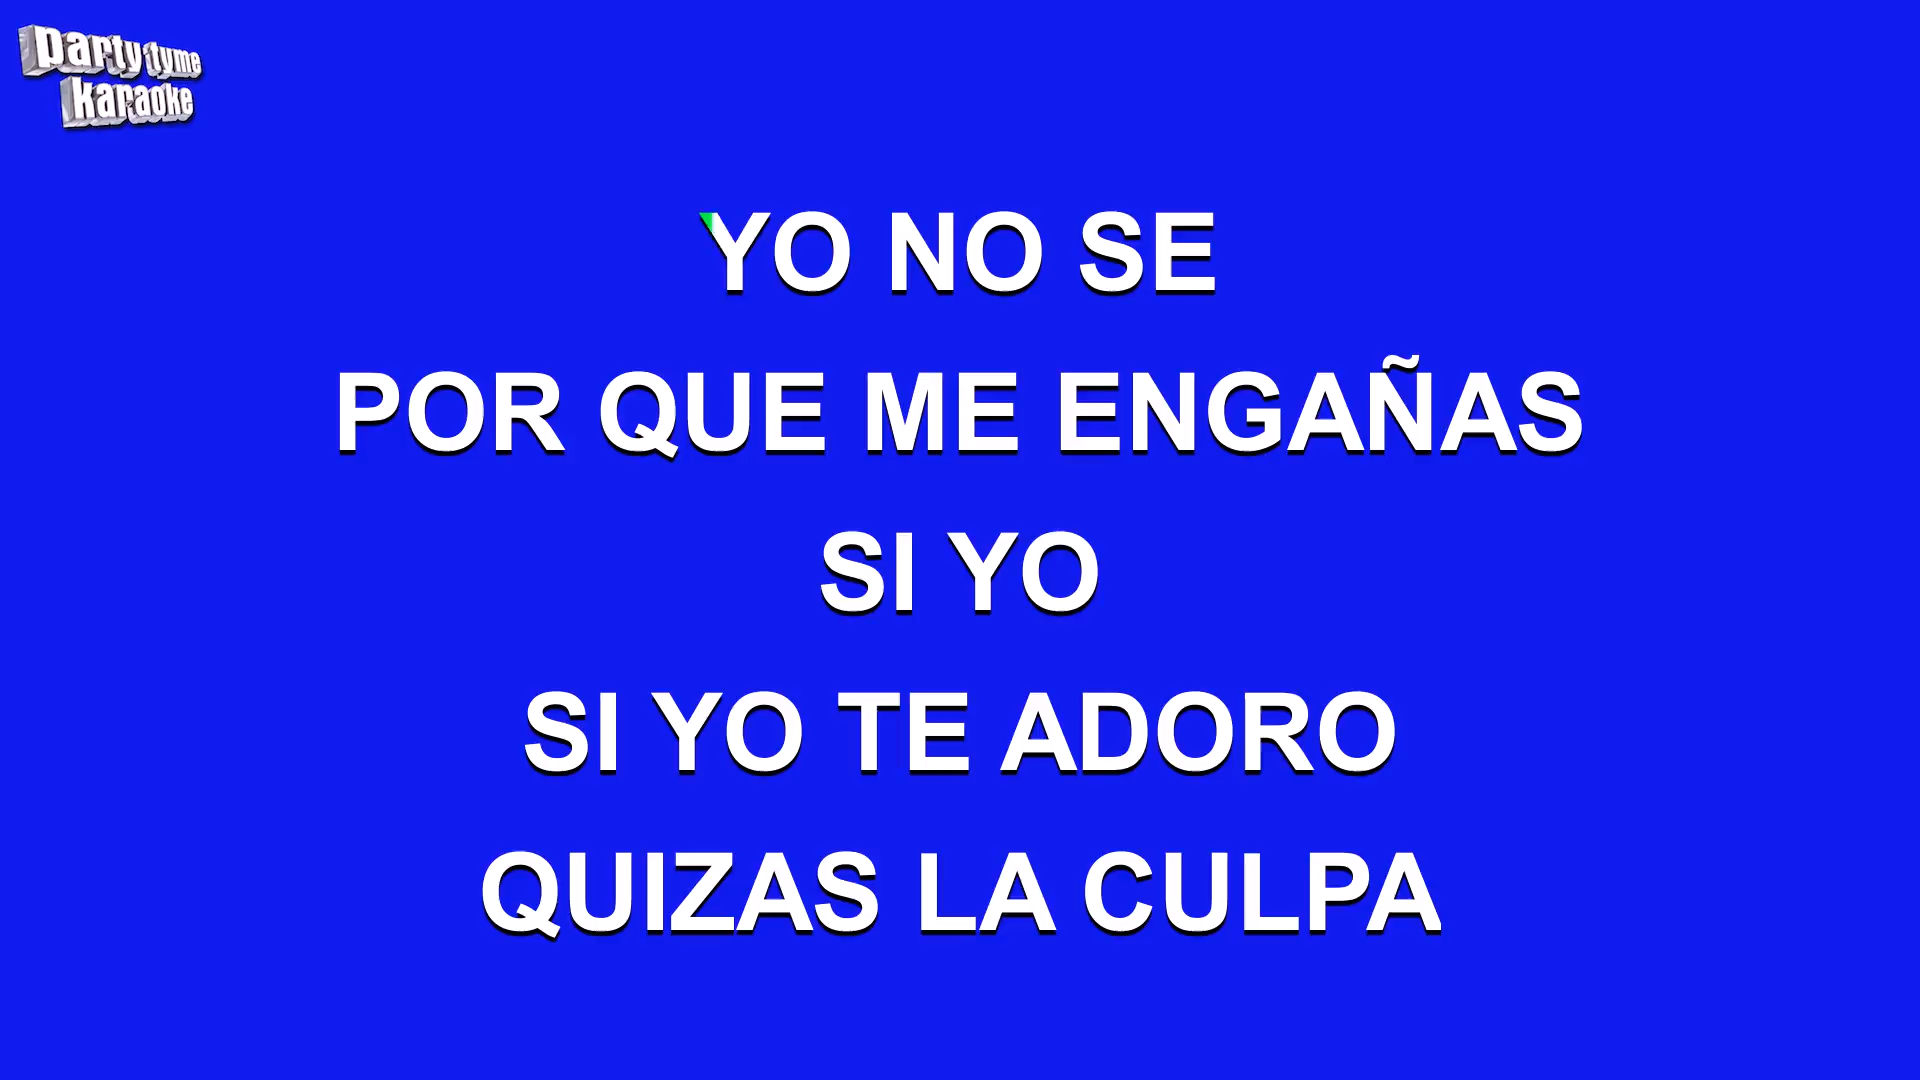 party tyme
karaoke
YO NO SE
POR QUE ME ENGAÑAS
SI YO
SI YO TE ADORO
QUIZAS LA CULPA